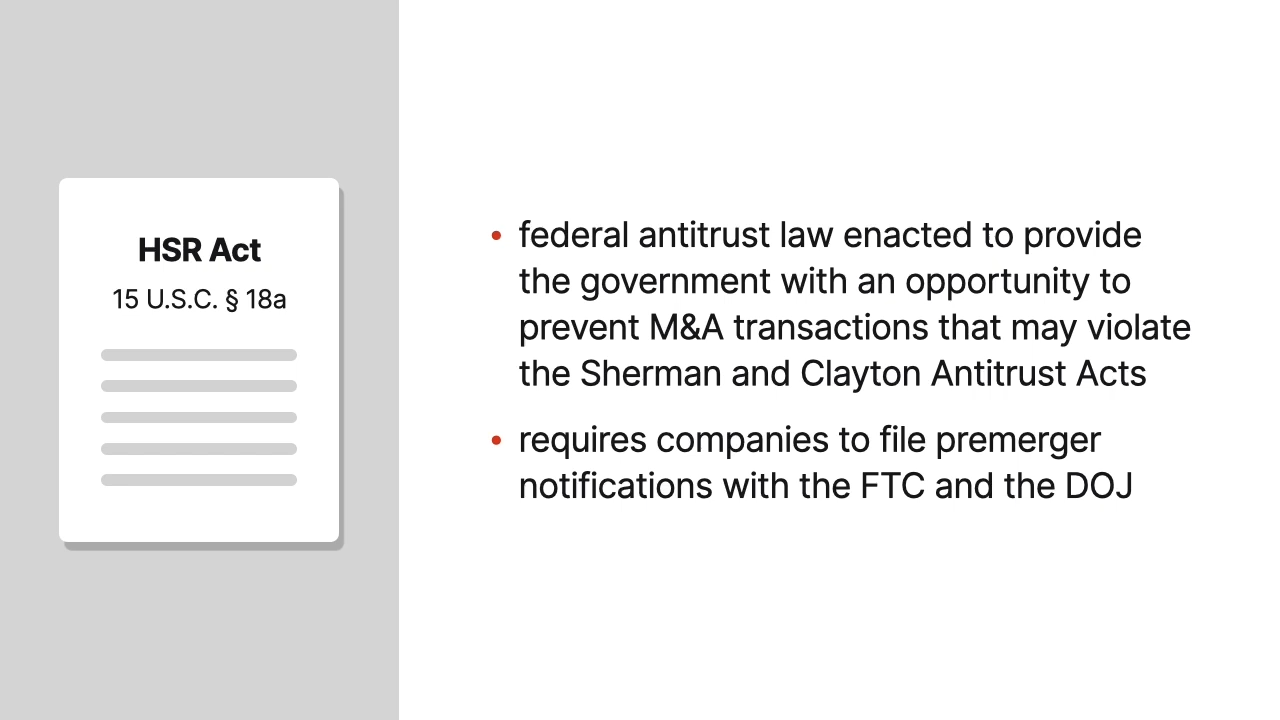 HSR Act
15 U.S.C. § 18a
• federal antitrust law enacted to provide
the government with an opportunity to
prevent M&A transactions that may violate
the Sherman and Clayton Antitrust Acts
• requires companies to file premerger
notifications with the FTC and the DOJ